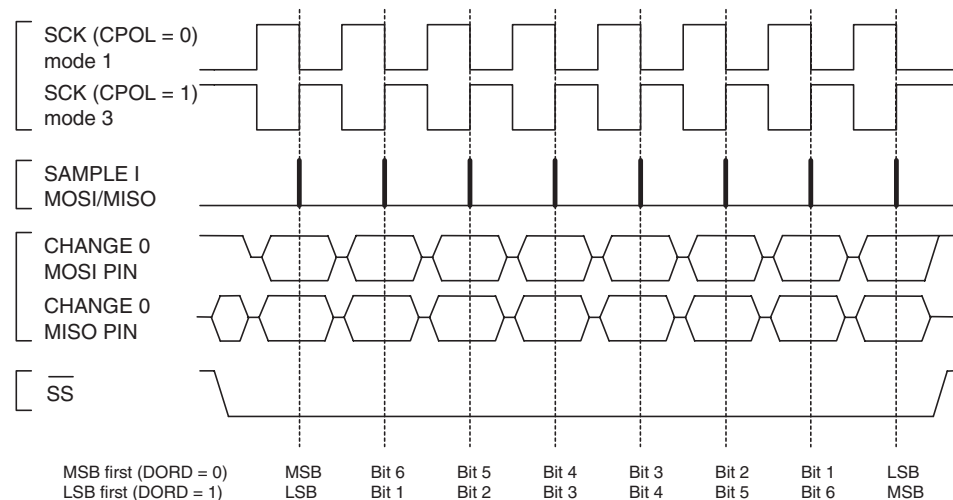 SCK (CPOL = 0)
mode 1
SCK (CPOL = 1)
mode 3
SAMPLE I
MOSI/MISO
CHANGE 0
MOSI PIN
CHANGE 0
MISO PIN
SS
MSB first (DORD = 0) MSB Bit 6 Bit 5 Bit 4 Bit 3 Bit 2 Bit 1 LSB
LSB first (DORD = 1) LSB Bit 1 Bit 2 Bit 3 Bit 4 Bit 5 Bit 6 MSB